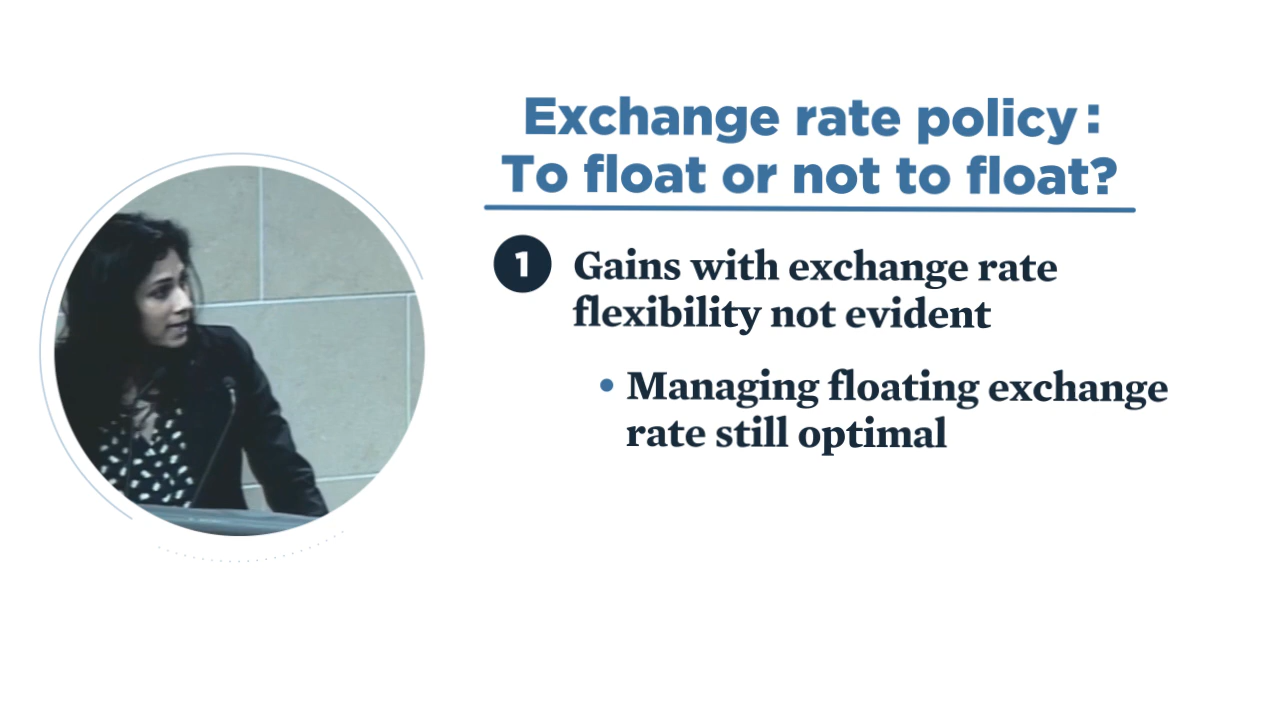 Exchange rate policy:
To float or not to float?
1 Gains with exchange rate
flexibility not evident
• Managing floating exchange
rate still optimal